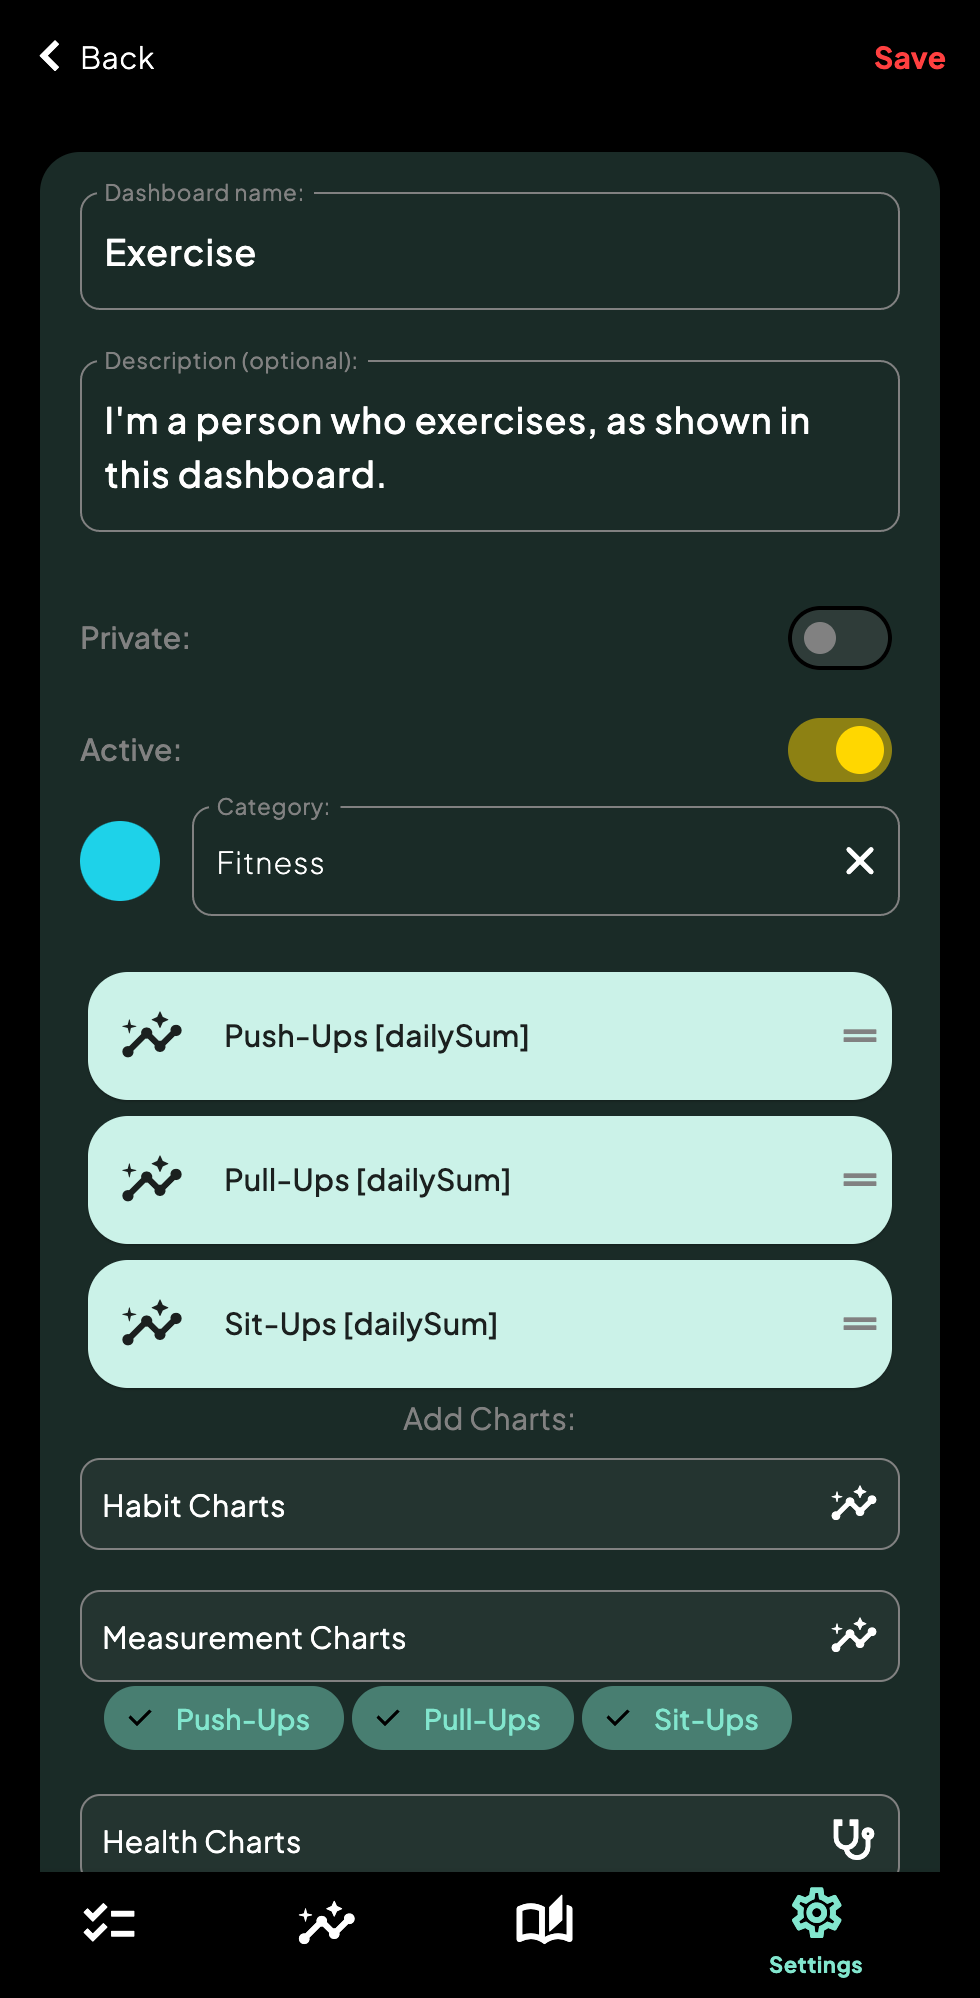 Back
Save
Dashboard name:
Exercise
Description (optional):
I'm a person who exercises, as shown in
this dashboard.
Private:
Active:
Category:
Fitness
Push-Ups [dailySum]
Pull-Ups [dailySum]
Sit-Ups [dailySum]
Add Charts:
Habit Charts
Measurement Charts
Push-Ups
Pull-Ups
Sit-Ups
Health Charts
Settings